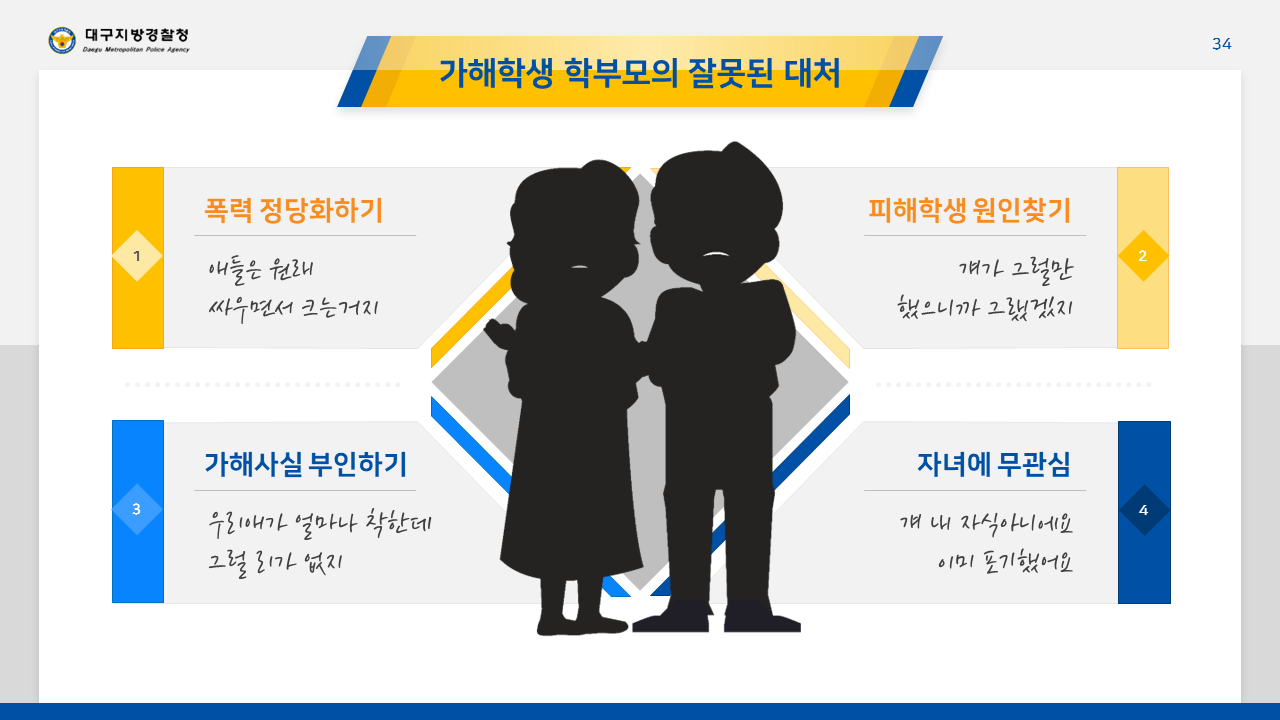 대구지방경찰청
Daegu Metropolitan Police Agency
34
가해학생 학부모의 잘못된 대처
1
폭력 정당화하기
애들은 원래
싸우면서 크는거지
2
피해학생 원인찾기
걔가 그럴만
했으니까 그랬겠지
3
가해사실 부인하기
우리애가 얼마나 착한데
그럴 리가 없지
4
자녀에 무관심
걔 내 자식아니에요
이미 포기했어요